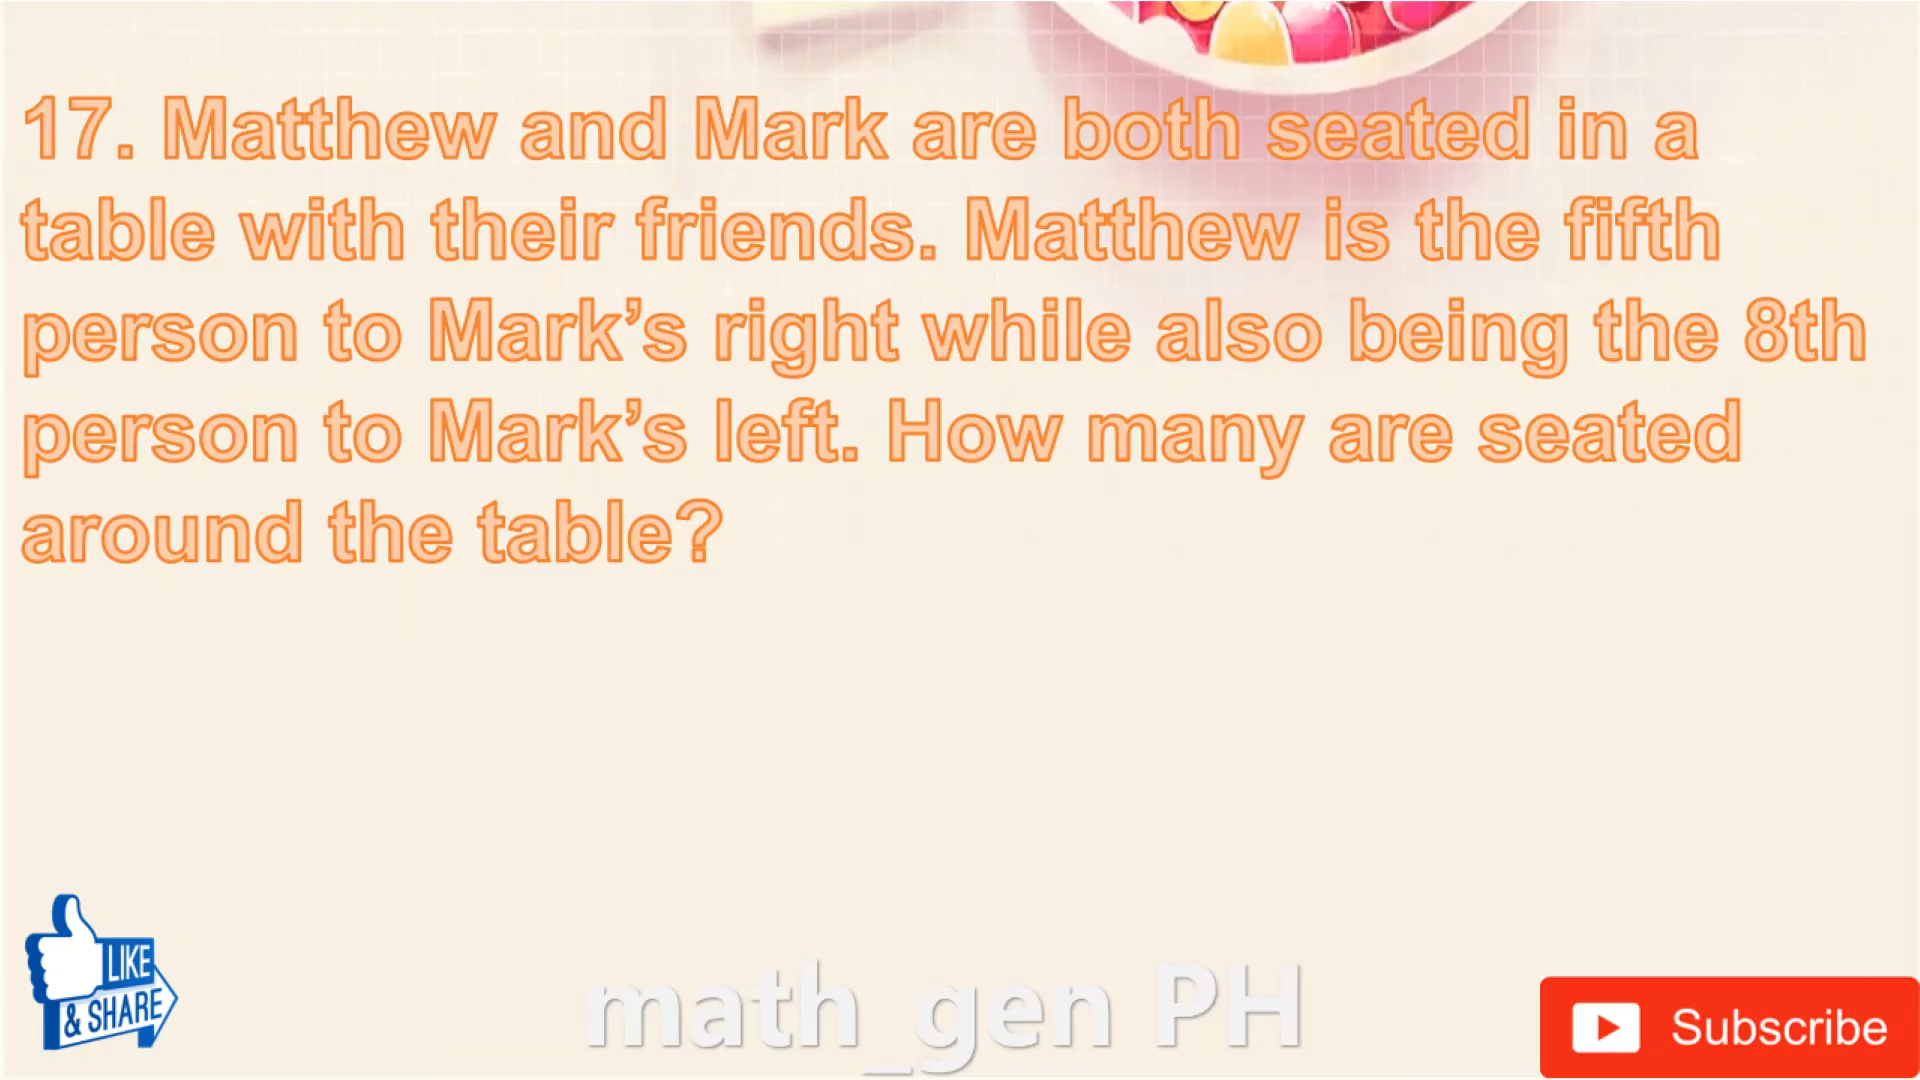 17. Matthew and Mark are both seated in a
table with their friends. Matthew is the fifth
person to Mark’s right while also being the 8th
person to Mark’s left. How many are seated
around the table?
LIKE
& SHARE
math_gen PH
Subscribe